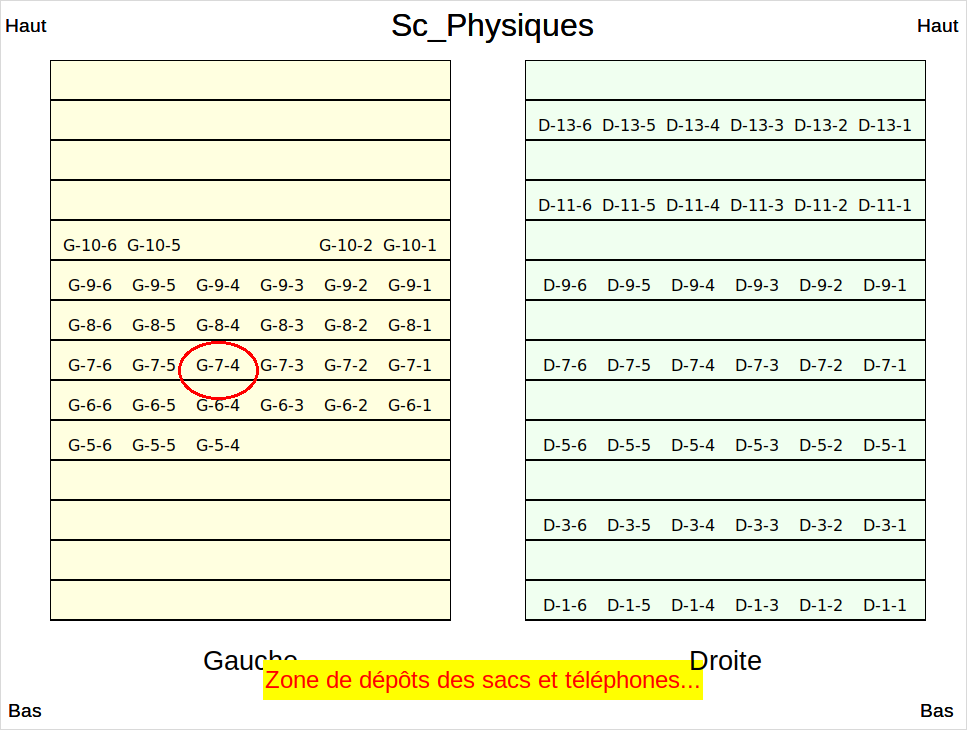 Sc_Physiques
Haut Haut
D-13-6 D-13-5 D-13-4 D-13-3 D-13-2 D-13-1
D-11-6 D-11-5 D-11-4 D-11-3 D-11-2 D-11-1
G-10-6 G-10-5 G-10-2 G-10-1
G-9-6 G-9-5 G-9-4 G-9-3 G-9-2 G-9-1 D-9-6 D-9-5 D-9-4 D-9-3 D-9-2 D-9-1
G-8-6 G-8-5 G-8-4 G-8-3 G-8-2 G-8-1
G-7-6 G-7-5 G-7-4 G-7-3 G-7-2 G-7-1 D-7-6 D-7-5 D-7-4 D-7-3 D-7-2 D-7-1
G-6-6 G-6-5 G-6-4 G-6-3 G-6-2 G-6-1
G-5-6 G-5-5 G-5-4 D-5-6 D-5-5 D-5-4 D-5-3 D-5-2 D-5-1
D-3-6 D-3-5 D-3-4 D-3-3 D-3-2 D-3-1
D-1-6 D-1-5 D-1-4 D-1-3 D-1-2 D-1-1
Gauche Droite
Zone de dépôts des sacs et téléphones...
Bas Bas